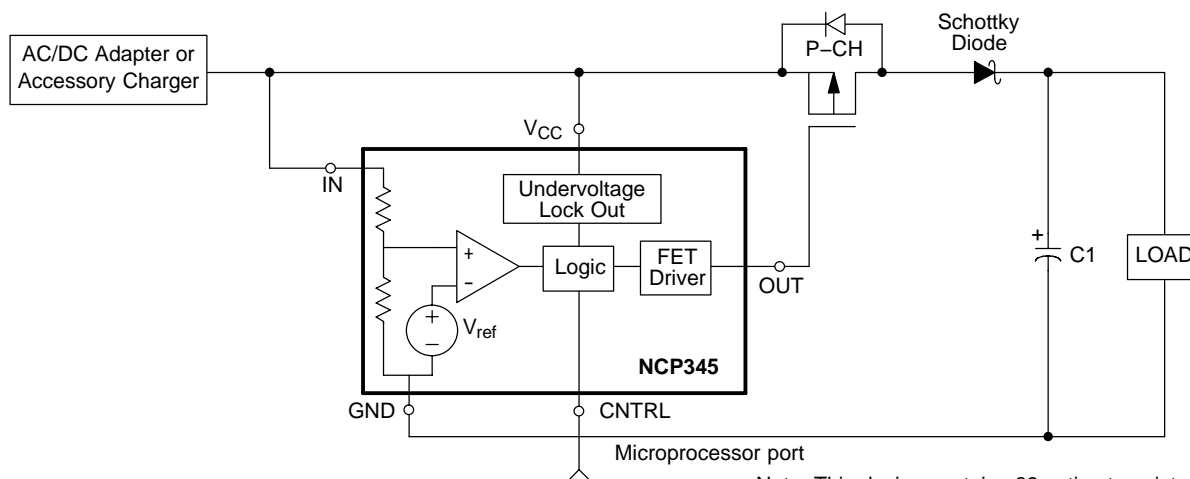 AC/DC Adapter or
Accessory Charger
P–CH
Schottky
Diode
VCC
IN
Undervoltage
Lock Out
+
–
Logic
FET
Driver
OUT
+
–
Vref
NCP345
+
C1
LOAD
GND
CNTRL
Microprocessor port